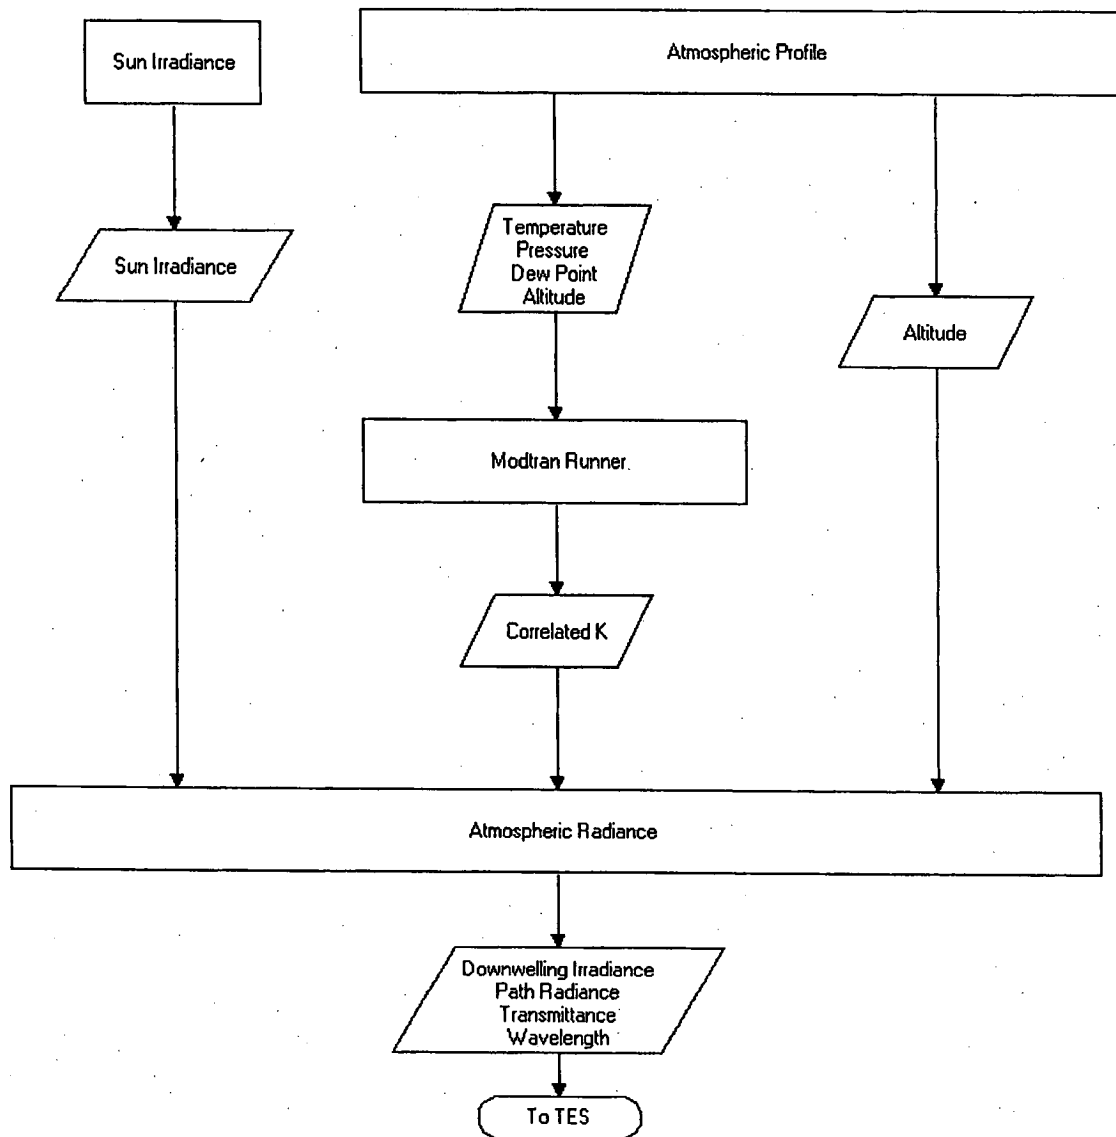 Sun Irradiance
Atmospheric Profile
Sun Irradiance
Temperature
Pressure
Dew Point
Altitude
Altitude
Modtran Runner
Correlated K
Atmospheric Radiance
Downwelling Irradiance
Path Radiance
Transmittance
Wavelength
To TES